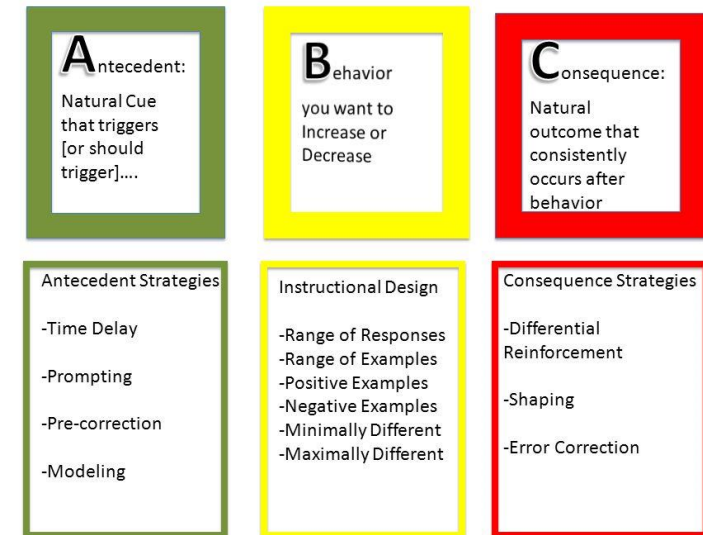 Antecedent:
Natural Cue
that triggers
[or should
trigger]....
Behavior
you want to
Increase or
Decrease
Consequence:
Natural
outcome that
consistently
occurs after
behavior
Antecedent Strategies
-Time Delay
-Prompting
-Pre-correction
-Modeling
Instructional Design
-Range of Responses
-Range of Examples
-Positive Examples
-Negative Examples
-Minimally Different
-Maximally Different
Consequence Strategies
-Differential
Reinforcement
-Shaping
-Error Correction